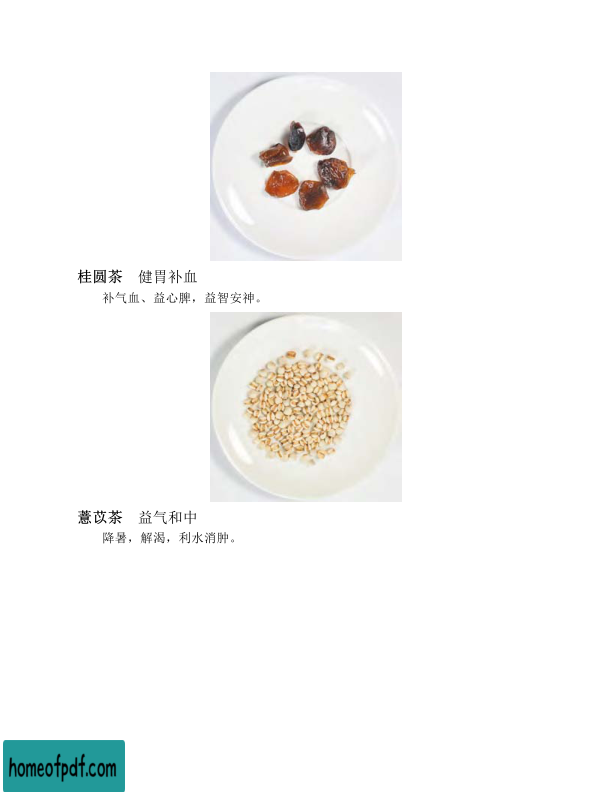 桂圆茶　健胃补血
补气血、益心脾，益智安神。
薏苡茶　益气和中
降暑，解渴，利水消肿。
homeofpdf.com